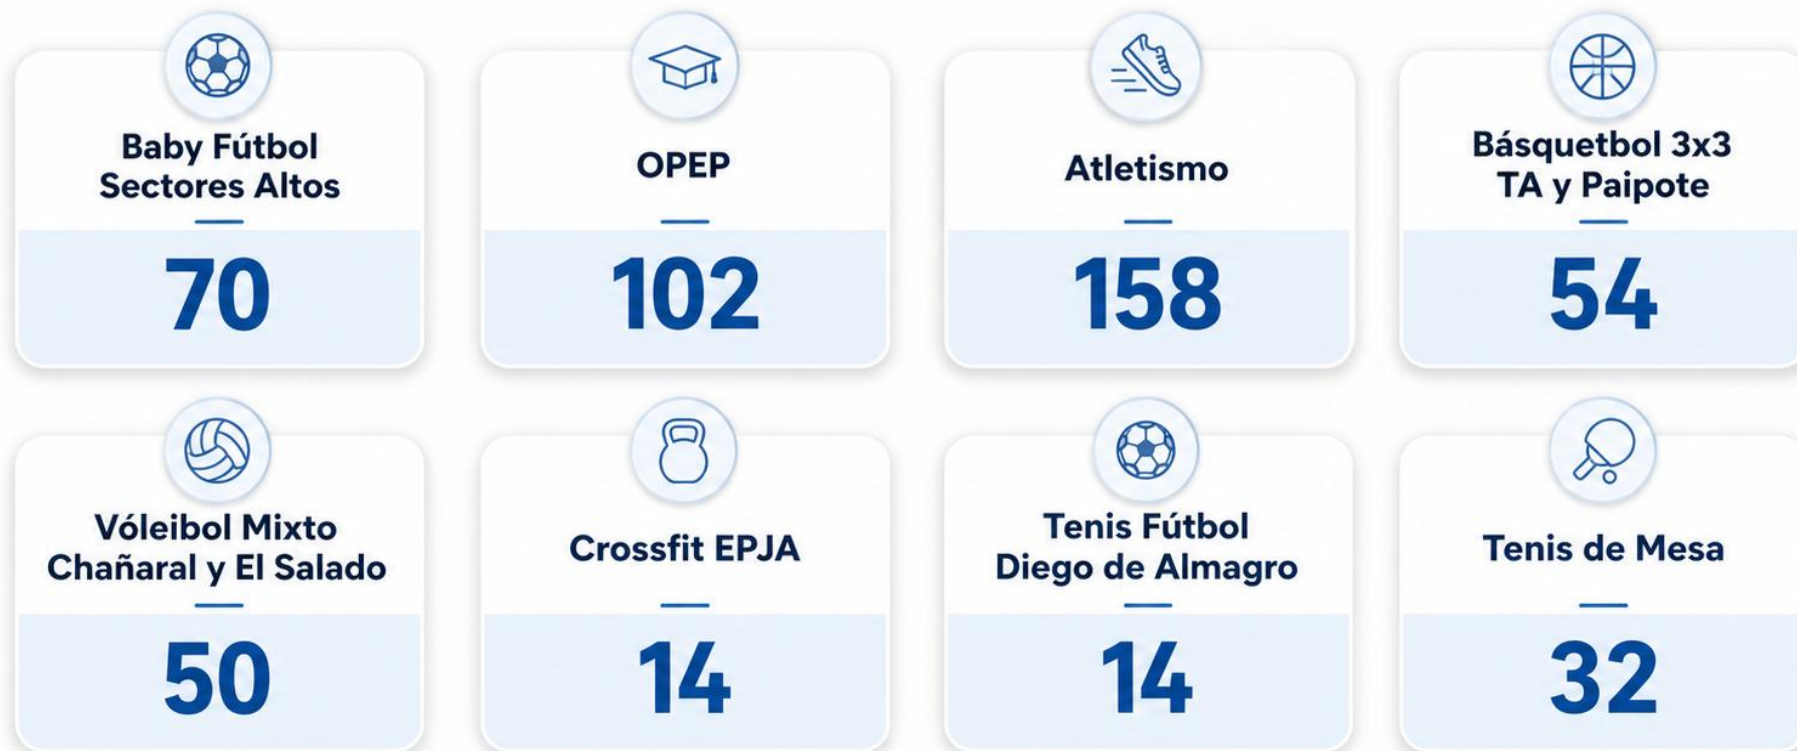 Baby Fútbol
Sectores Altos
70
OPEP
102
Atletismo
158
Básquetbol 3x3
TA y Paipote
54
Vóleibol Mixto
Chañaral y El Salado
50
Crossfit EPJA
14
Tenis Fútbol
Diego de Almagro
14
Tenis de Mesa
32